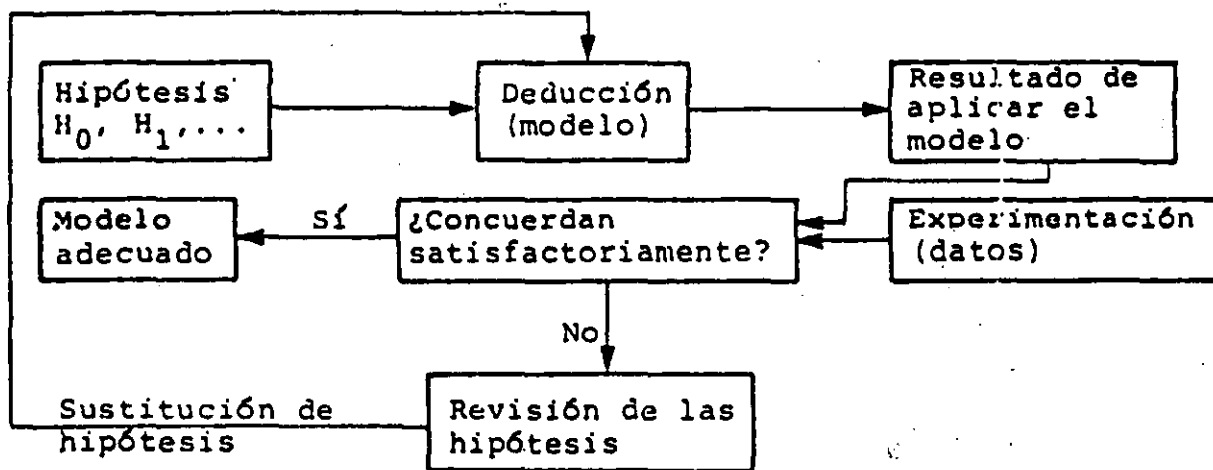 Hipótesis
H0, H1,...
Deducción
(modelo)
Resultado de
aplicar el
modelo
Modelo
adecuado
Sí
¿Concuerdan
satisfactoriamente?
Experimentación
(datos)
No
Sustitución de
hipótesis
Revisión de las
hipótesis